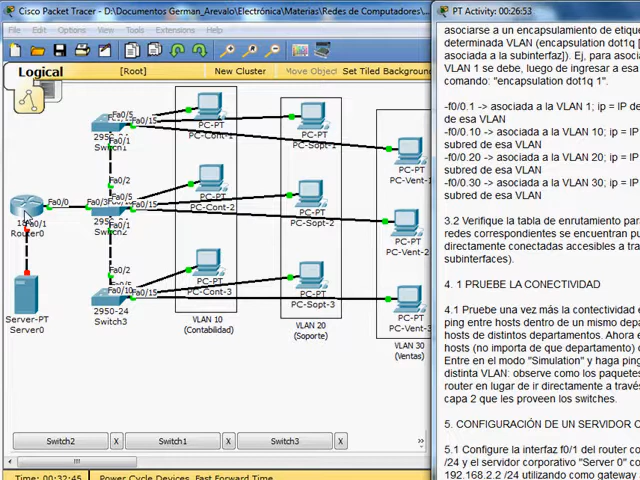 Cisco Packet Tracer - D:\Documentos German_Arevalo\Electrónica\Materias\Redes de Computadores\
File Edit Options View Tools Extensions Help
Logical
[Root]
New Cluster
Move Object
Set Tiled Background
Fa0/5
Fa0/15
Switch1
Fa0/1
PC-PT
PC-Cont-1
PC-PT
PC-Sopt-1
PC-PT
PC-Vent-1
Fa0/2
Fa0/5
Fa0/0
Fa0/15
Switch2
Fa0/1
Router0
Fa0/1
PC-PT
PC-Cont-2
PC-PT
PC-Sopt-2
PC-PT
PC-Vent-2
Fa0/2
Fa0/10
Fa0/15
2950-24
Switch3
PC-PT
PC-Cont-3
PC-PT
PC-Sopt-3
PC-PT
PC-Vent-3
Server-PT
Server0
VLAN 10
(Contabilidad)
VLAN 20
(Soporte)
VLAN 30
(Ventas)
Switch2 X
Switch1 X
Switch3 X
Time: 00:32:45
Power Cycle Devices
Fast Forward Time
PT Activity: 00:26:53
asociarse a un encapsulamiento de etique
determinada VLAN (encapsulation dot1q [
asociada a la subinterfaz]). Ej, para asocia
VLAN 1 se debe, luego de ingresar a esa
comando: "encapsulation dot1q 1".
-f0/0.1 -> asociada a la VLAN 1; ip = IP de
de esa VLAN
-f0/0.10 -> asociada a la VLAN 10; ip = IP
subred de esa VLAN
-f0/0.20 -> asociada a la VLAN 20; ip = IP
subred de esa VLAN
-f0/0.30 -> asociada a la VLAN 30; ip = IP
subred de esa VLAN
3.2 Verifique la tabla de enrutamiento par
redes correspondientes se encuentran pu
directamente conectadas accesibles a tra
subinterfaces).
4. 1 PRUEBE LA CONECTIVIDAD
4.1 Pruebe una vez más la conectividad e
ping entre hosts dentro de un mismo depa
hosts de distintos departamentos. Ahora e
hosts (no importa de que departamento) d
Entre en el modo "Simulation" y haga ping
distinta VLAN: observe como los paquetes
router en lugar de ir directamente a través
capa 2 que les proveen los switches.
5. CONFIGURACIÓN DE UN SERVIDOR C
5.1 Configure la interfaz f0/1 del router co
/24 y el servidor corporativo "Server 0" co
192.168.2.2 /24 utilizando como gateway